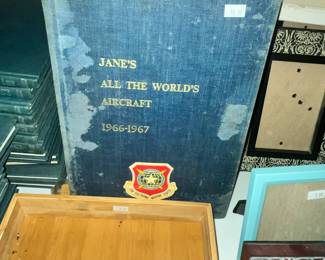 JANE'S
ALL THE WORLD'S
AIRCRAFT
1966-1967